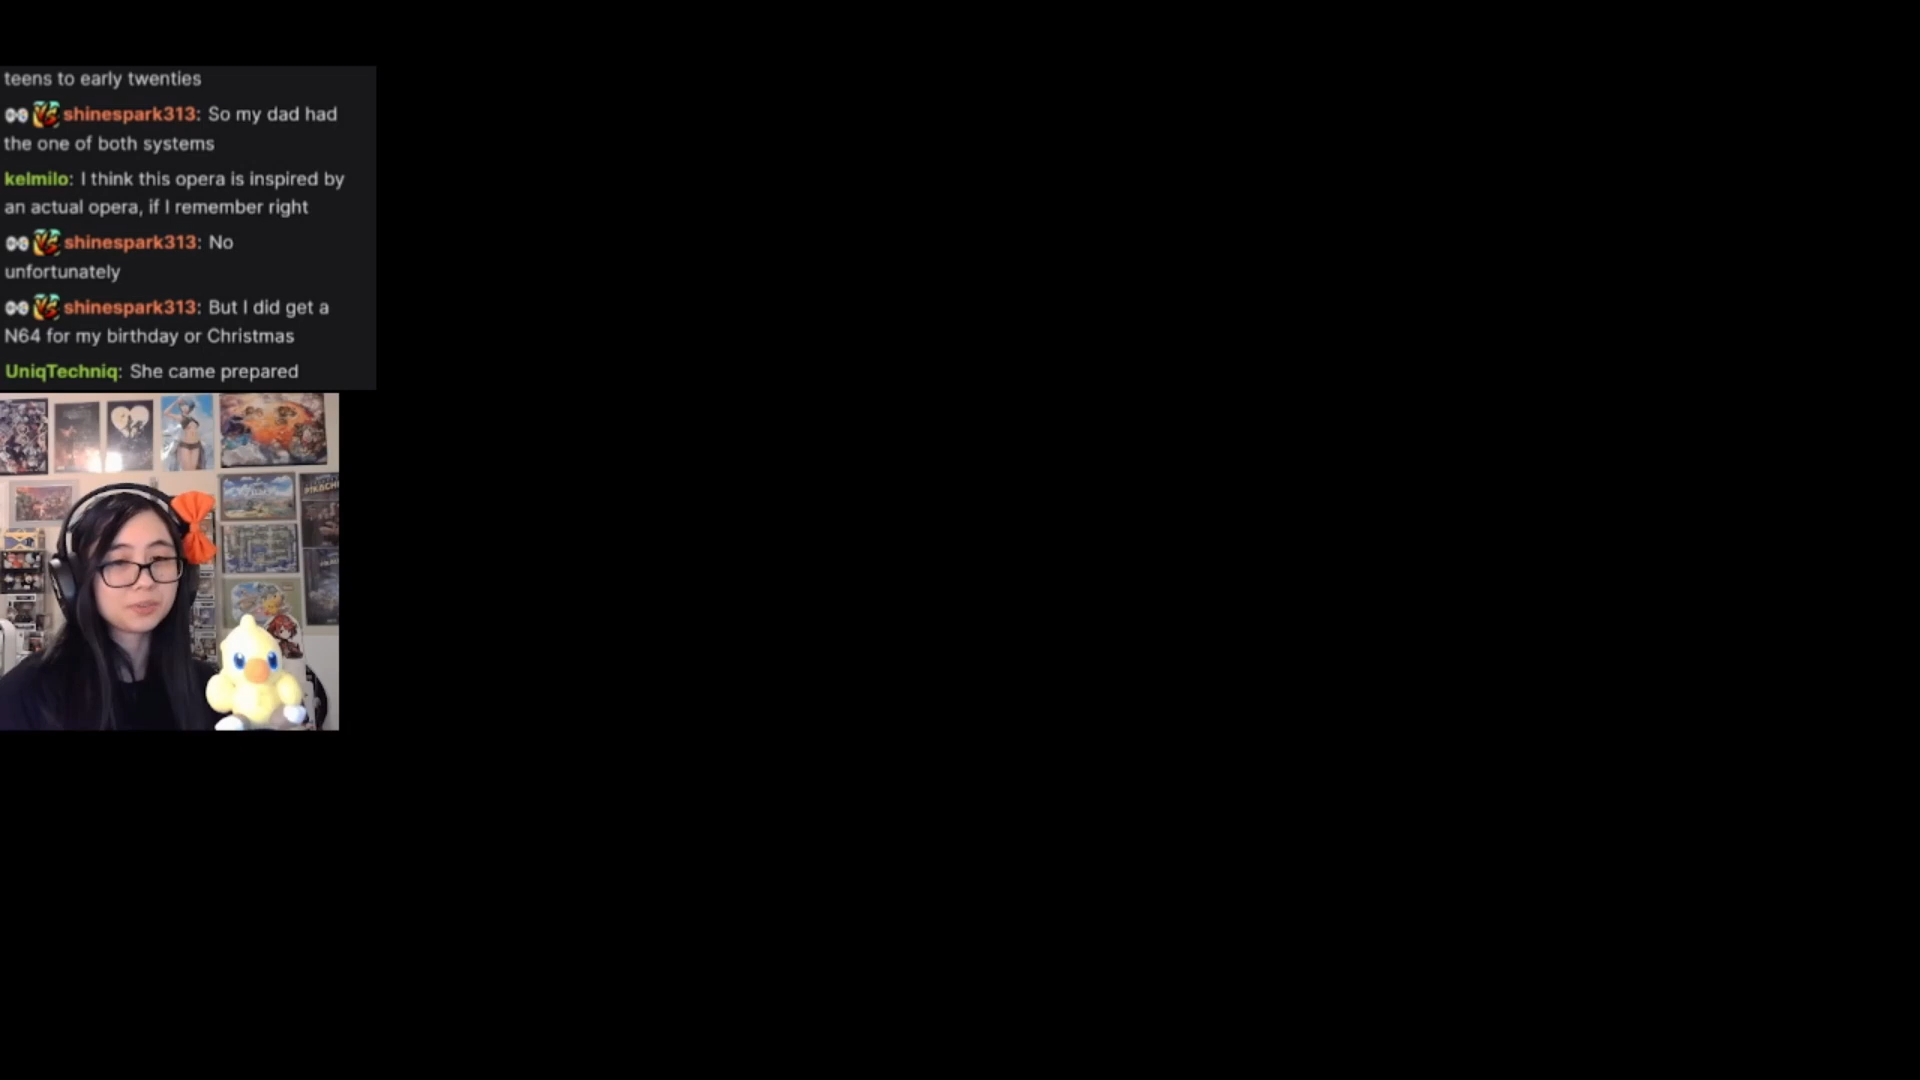 teens to early twenties
shinespark313: So my dad had
the one of both systems
kelmilo: I think this opera is inspired by
an actual opera, if I remember right
shinespark313: No
unfortunately
shinespark313: But I did get a
N64 for my birthday or Christmas
UniqTechniq: She came prepared